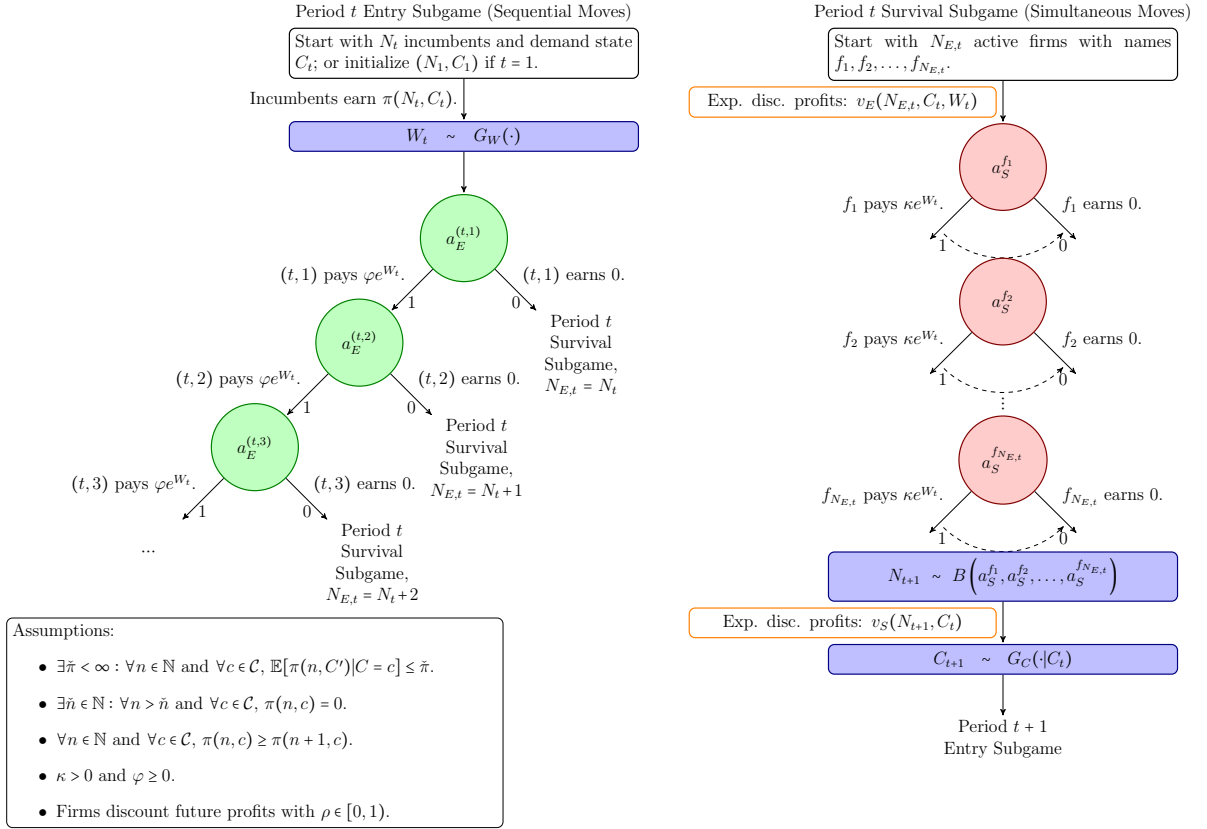 Period t Entry Subgame (Sequential Moves)
Start with N_t incumbents and demand state
C_t; or initialize (N_1, C_1) if t = 1.
Incumbents earn π(N_t, C_t).
W_t ∼ G_W(·)
a_E^{(t,1)}
(t, 1) pays φe^{W_t}.
(t, 1) earns 0.
1
0
a_E^{(t,2)}
Period t
Survival
Subgame,
N_{E,t} = N_t
(t, 2) pays φe^{W_t}.
(t, 2) earns 0.
1
0
a_E^{(t,3)}
Period t
Survival
Subgame,
N_{E,t} = N_t + 1
(t, 3) pays φe^{W_t}.
(t, 3) earns 0.
1
0
...
Period t
Survival
Subgame,
N_{E,t} = N_t + 2
Assumptions:
• ∃π̌ < ∞ : ∀n ∈ ℕ and ∀c ∈ 𝒞, 𝔼[π(n, C′)|C = c] ≤ π̌.
• ∃ň ∈ ℕ : ∀n > ň and ∀c ∈ 𝒞, π(n, c) = 0.
• ∀n ∈ ℕ and ∀c ∈ 𝒞, π(n, c) ≥ π(n + 1, c).
• κ > 0 and φ ≥ 0.
• Firms discount future profits with ρ ∈ [0, 1).
Period t Survival Subgame (Simultaneous Moves)
Start with N_{E,t} active firms with names
f_1, f_2, . . . , f_{N_{E,t}}.
Exp. disc. profits: v_E(N_{E,t}, C_t, W_t)
a_S^{f_1}
f_1 pays κe^{W_t}.
f_1 earns 0.
1
0
a_S^{f_2}
f_2 pays κe^{W_t}.
f_2 earns 0.
1
0
⋮
a_S^{f_{N_{E,t}}}
f_{N_{E,t}} pays κe^{W_t}.
f_{N_{E,t}} earns 0.
1
0
N_{t+1} ∼ B(a_S^{f_1}, a_S^{f_2}, . . . , a_S^{f_{N_{E,t}}})
Exp. disc. profits: v_S(N_{t+1}, C_t)
C_{t+1} ∼ G_C(·|C_t)
Period t + 1
Entry Subgame